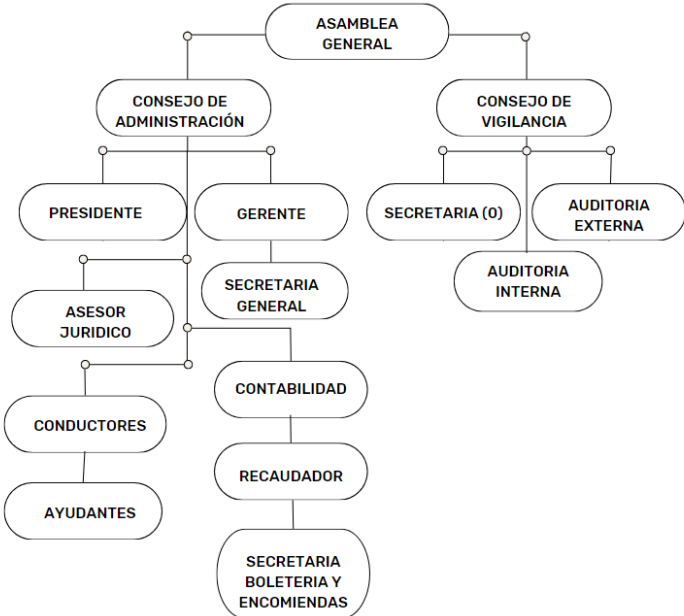 ASAMBLEA
GENERAL
CONSEJO DE
ADMINISTRACIÓN
CONSEJO DE
VIGILANCIA
PRESIDENTE
GERENTE
SECRETARIA (O)
AUDITORIA
EXTERNA
AUDITORIA
INTERNA
SECRETARIA
GENERAL
ASESOR
JURIDICO
CONTABILIDAD
CONDUCTORES
RECAUDADOR
AYUDANTES
SECRETARIA
BOLETERIA Y
ENCOMIENDAS